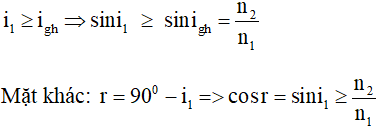 i₁ ≥ i_gh ⇒ sini₁ ≥ sini_gh = n₂/n₁
Mặt khác: r = 90⁰ − i₁ => cosr = sini₁ ≥ n₂/n₁